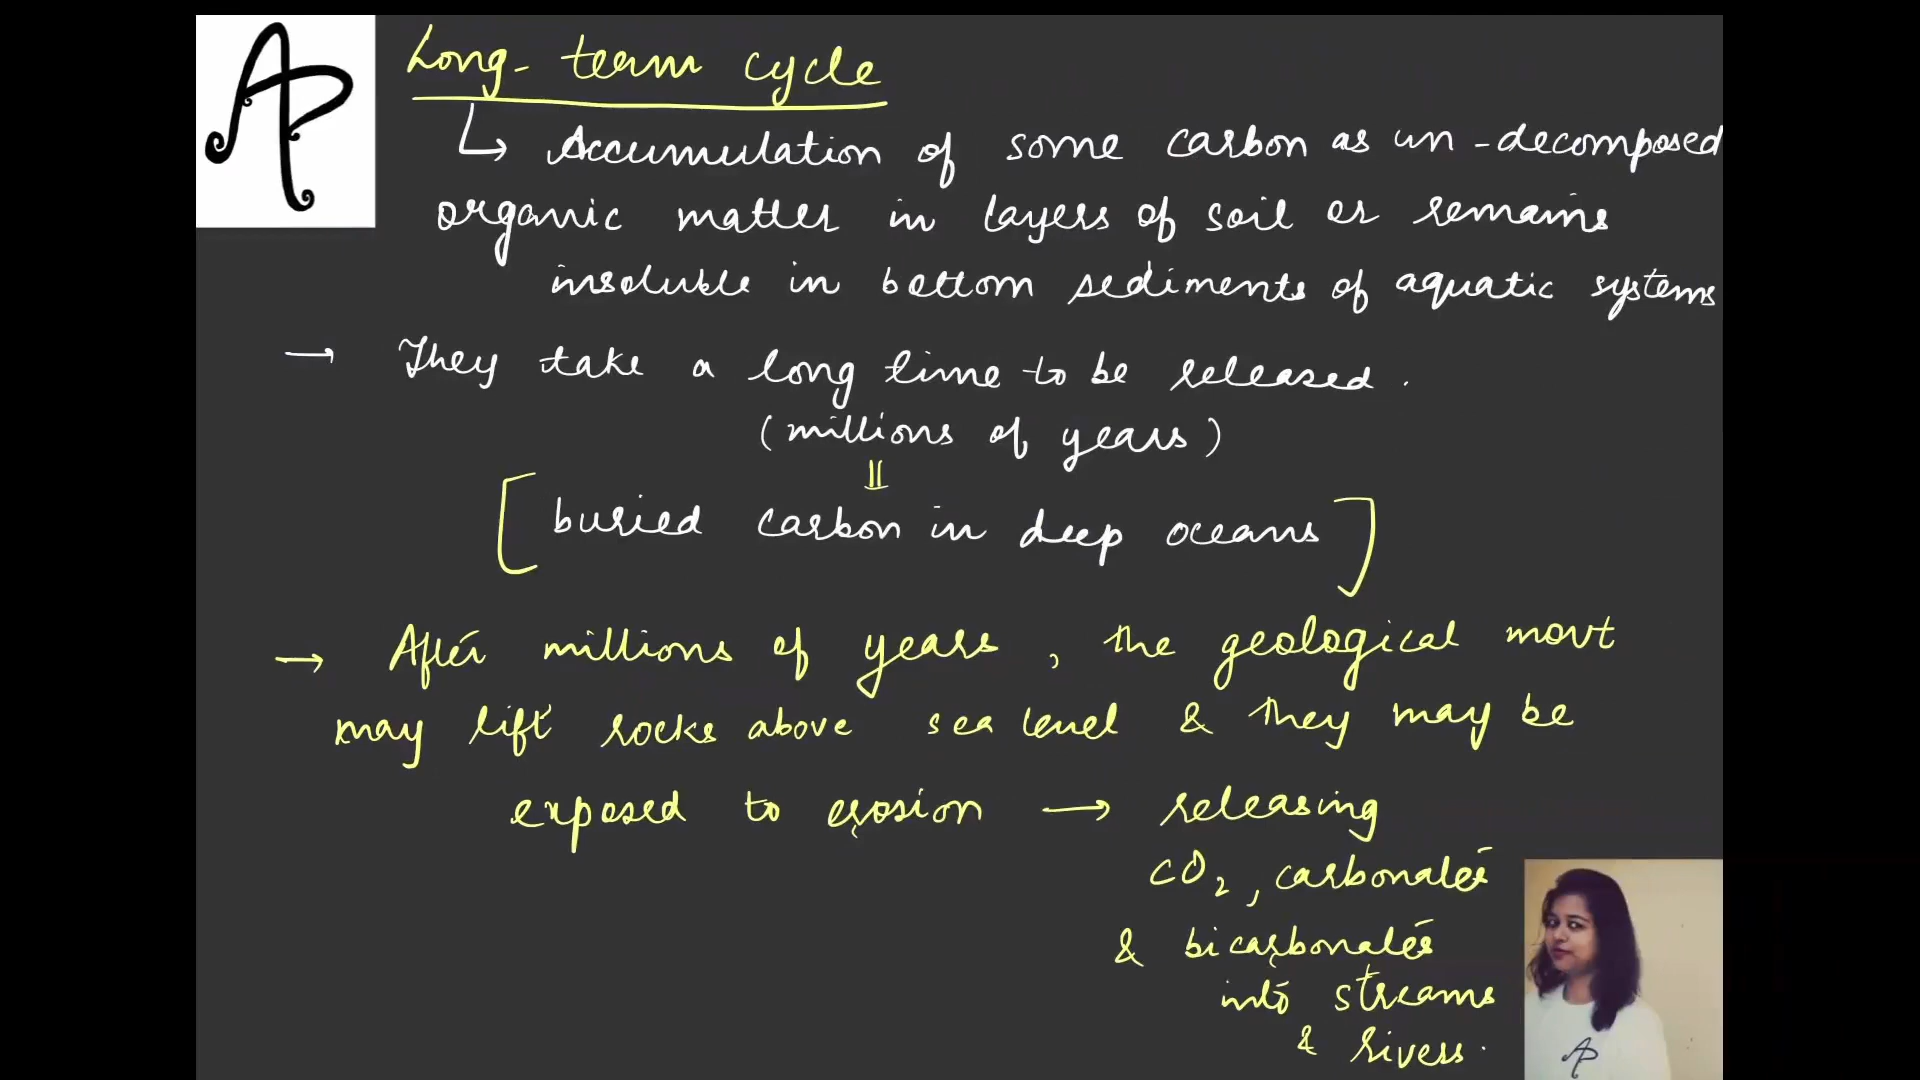 AP
Long-term cycle
↳ Accumulation of some carbon as un-decomposed
organic matter in layers of soil or remains
insoluble in bottom sediments of aquatic systems
→ They take a long time to be released.
(millions of years)
[buried carbon in deep oceans]
→ After millions of years, the geological movt
may lift rocks above sea level & they may be
exposed to erosion → releasing
CO₂, carbonates
& bicarbonates
into streams
& rivers.
AP